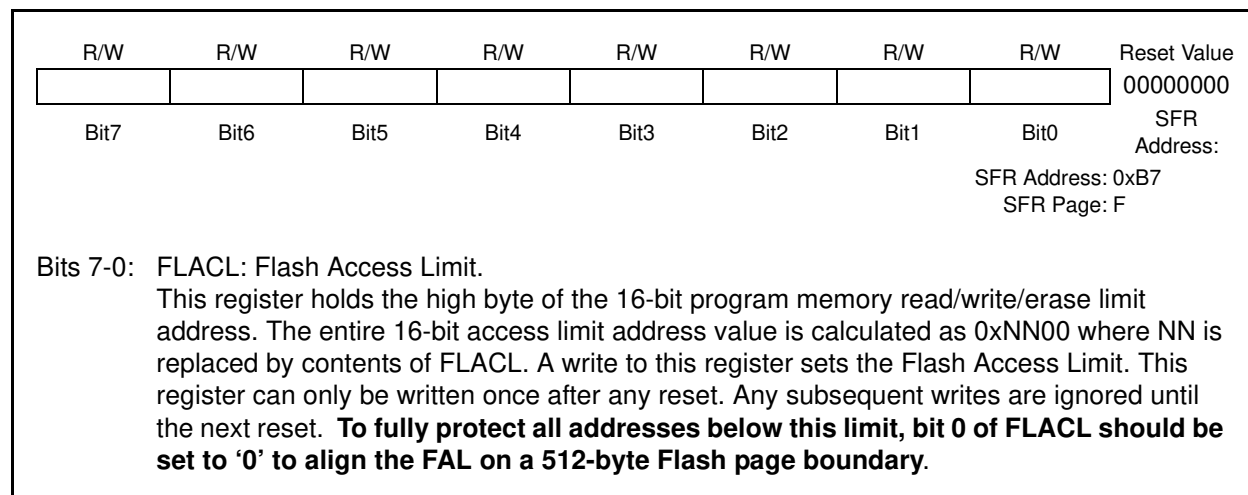 R/W R/W R/W R/W R/W R/W R/W R/W Reset Value
00000000
Bit7 Bit6 Bit5 Bit4 Bit3 Bit2 Bit1 Bit0 SFR
Address:
SFR Address: 0xB7
SFR Page: F
Bits 7-0: FLACL: Flash Access Limit.
This register holds the high byte of the 16-bit program memory read/write/erase limit
address. The entire 16-bit access limit address value is calculated as 0xNN00 where NN is
replaced by contents of FLACL. A write to this register sets the Flash Access Limit. This
register can only be written once after any reset. Any subsequent writes are ignored until
the next reset. To fully protect all addresses below this limit, bit 0 of FLACL should be
set to ‘0’ to align the FAL on a 512-byte Flash page boundary.